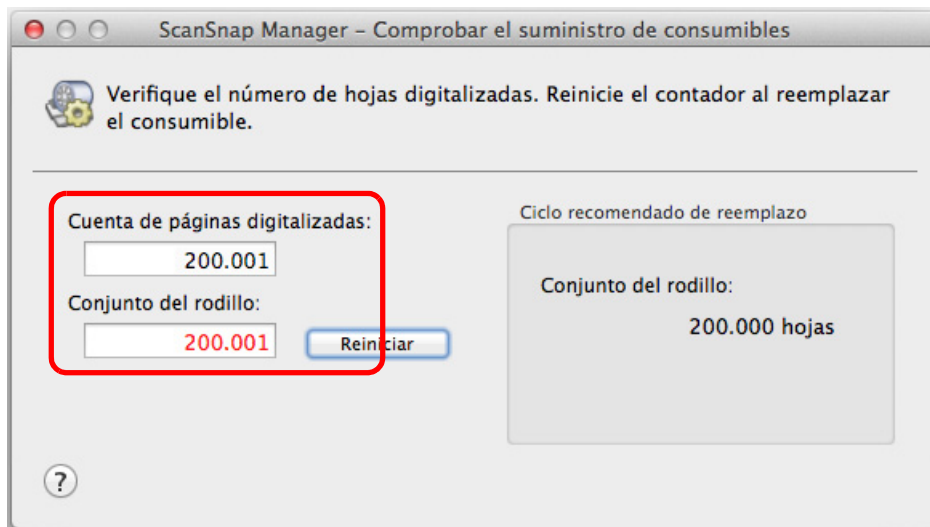 ScanSnap Manager – Comprobar el suministro de consumibles
Verifique el número de hojas digitalizadas. Reinicie el contador al reemplazar
el consumible.
Cuenta de páginas digitalizadas:
200.001
Conjunto del rodillo:
200.001
Reiniciar
Ciclo recomendado de reemplazo
Conjunto del rodillo:
200.000 hojas
?